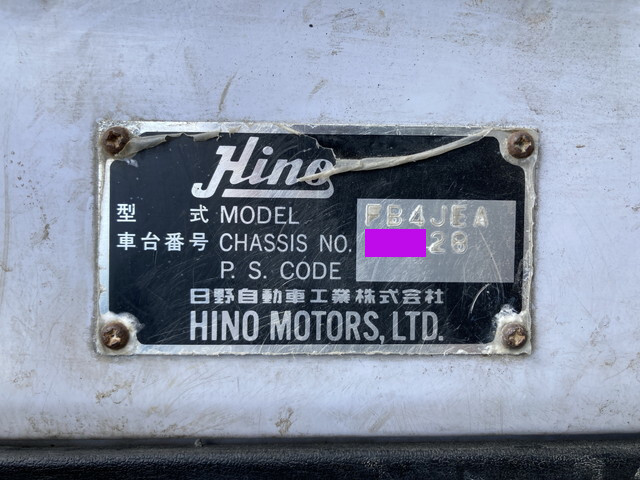 Hino
型 式 MODEL FB4JEA
車台番号 CHASSIS NO. 28
P. S. CODE
日野自動車工業株式会社
HINO MOTORS, LTD.